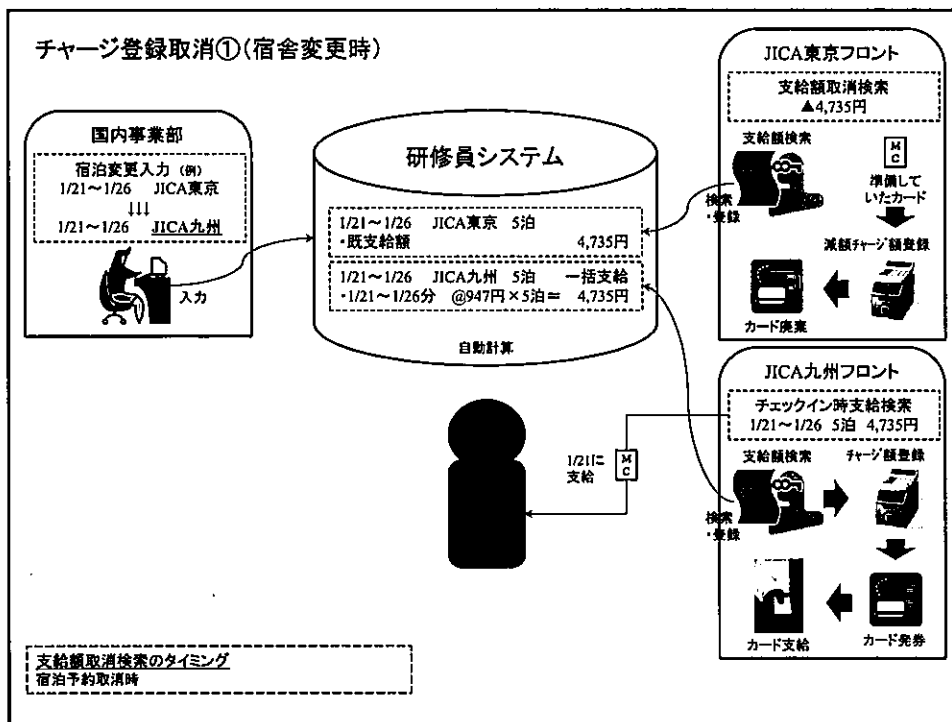 チャージ登録取消①(宿舎変更時)
国内事業部
宿泊変更入力 (例)
1/21～1/26 JICA東京
↓↓↓
1/21～1/26 JICA九州
入力
研修員システム
1/21～1/26 JICA東京 5泊
・既支給額 4,735円
1/21～1/26 JICA九州 5泊 一括支給
・1/21～1/26分 @947円×5泊＝ 4,735円
自動計算
JICA東京フロント
支給額取消検索
▲4,735円
支給額検索
MC
準備して
いたカード
検索
・登録
減額チャージ額登録
カード廃棄
JICA九州フロント
チェックイン時支給検索
1/21～1/26 5泊 4,735円
支給額検索
チャージ額登録
検索
・登録
カード支給
カード発券
1/21に
支給
MC
支給額取消検索のタイミング
宿泊予約取消時